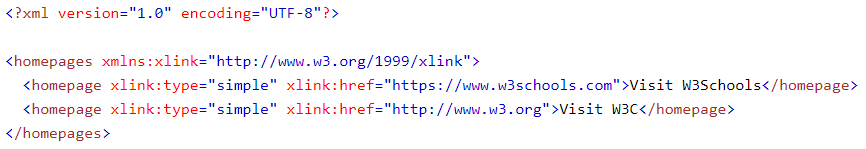 <?xml version="1.0" encoding="UTF-8"?>
<homepages xmlns:xlink="http://www.w3.org/1999/xlink">
<homepage xlink:type="simple" xlink:href="https://www.w3schools.com">Visit W3Schools</homepage>
<homepage xlink:type="simple" xlink:href="http://www.w3.org">Visit W3C</homepage>
</homepages>